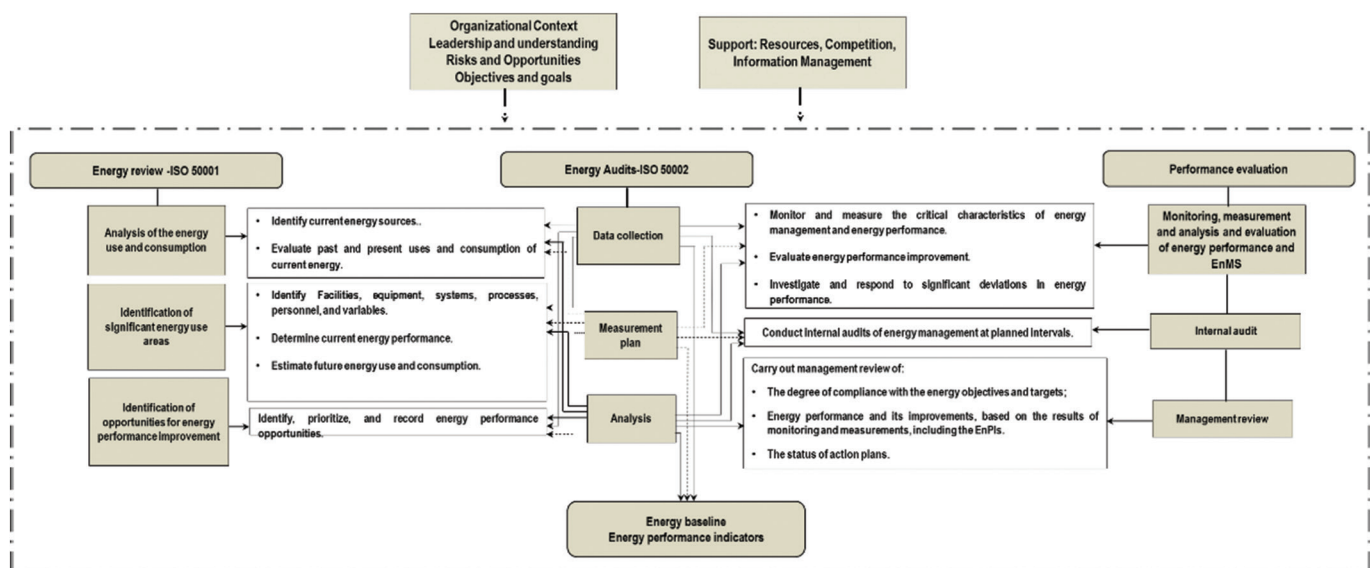 Organizational Context
Leadership and understanding
Risks and Opportunities
Objectives and goals
Support: Resources, Competition,
Information Management
Energy review -ISO 50001
Analysis of the energy
use and consumption
• Identify current energy sources..
• Evaluate past and present uses and consumption of
current energy.
Identification of
significant energy use
areas
• Identify Facilities, equipment, systems, processes,
personnel, and variables.
• Determine current energy performance.
• Estimate future energy use and consumption.
Identification of
opportunities for energy
performance improvement
Identify, prioritize, and record energy performance
opportunities.
Energy Audits-ISO 50002
Data collection
Measurement
plan
Analysis
Energy baseline
Energy performance indicators
Performance evaluation
• Monitor and measure the critical characteristics of energy
management and energy performance.
• Evaluate energy performance improvement.
• Investigate and respond to significant deviations in energy
performance.
Monitoring, measurement
and analysis and evaluation
of energy performance and
EnMS
Conduct Internal audits of energy management at planned intervals.
Internal audit
Carry out management review of:
• The degree of compliance with the energy objectives and targets;
• Energy performance and its improvements, based on the results of
monitoring and measurements, including the EnPIs.
• The status of action plans.
Management review